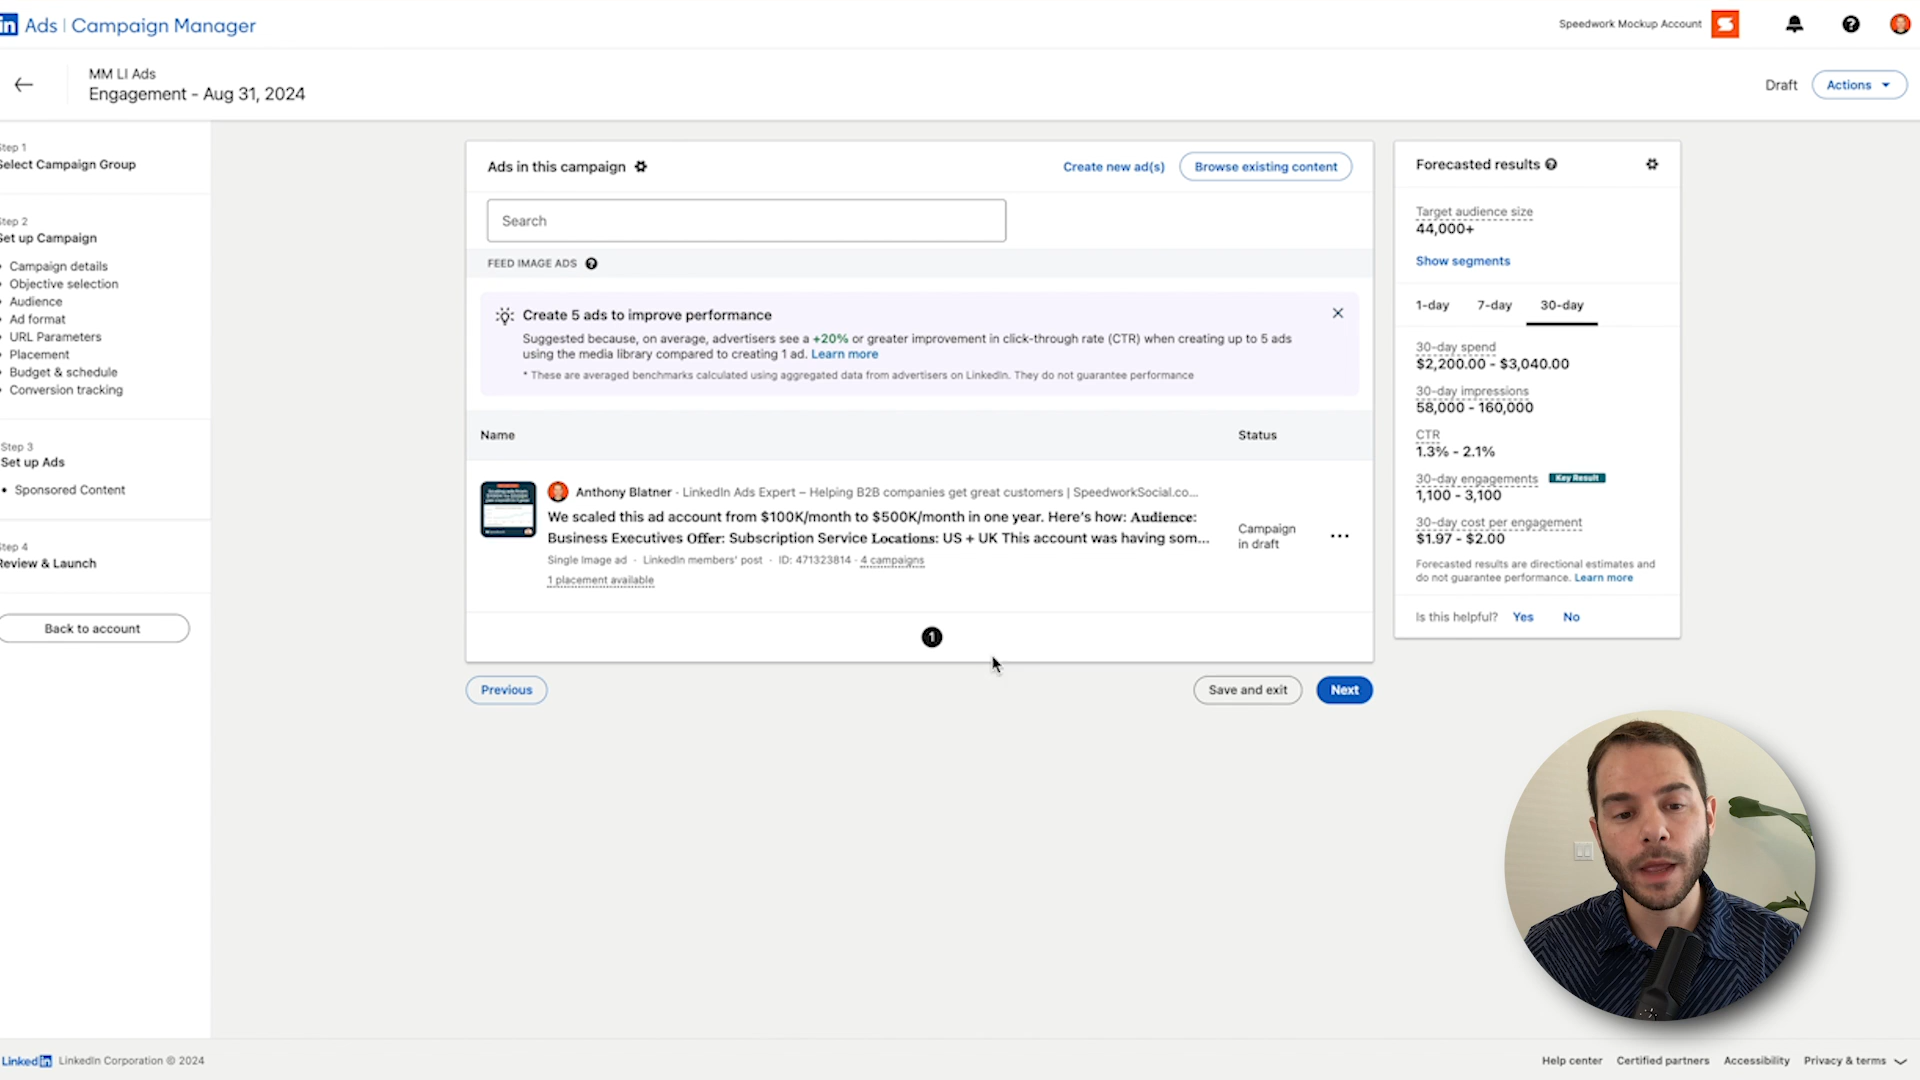 in Ads | Campaign Manager
Speedwork Mockup Account
MM LI Ads
Engagement - Aug 31, 2024
Draft
Actions
Step 1
Select Campaign Group
Step 2
Set up Campaign
• Campaign details
• Objective selection
• Audience
• Ad format
• URL Parameters
• Placement
• Budget & schedule
• Conversion tracking
Step 3
Set up Ads
• Sponsored Content
Step 4
Review & Launch
Back to account
Ads in this campaign
Create new ad(s)
Browse existing content
Search
FEED IMAGE ADS
Create 5 ads to improve performance
Suggested because, on average, advertisers see a +20% or greater improvement in click-through rate (CTR) when creating up to 5 ads
using the media library compared to creating 1 ad. Learn more
* These are averaged benchmarks calculated using aggregated data from advertisers on LinkedIn. They do not guarantee performance
Name
Status
Anthony Blatner · LinkedIn Ads Expert – Helping B2B companies get great customers | SpeedworkSocial.co...
We scaled this ad account from $100K/month to $500K/month in one year. Here's how: Audience:
Business Executives Offer: Subscription Service Locations: US + UK This account was having som...
Single Image ad · LinkedIn members' post · ID: 471323814 · 4 campaigns
1 placement available
Campaign
in draft
1
Previous
Save and exit
Next
Forecasted results
Target audience size
44,000+
Show segments
1-day
7-day
30-day
30-day spend
$2,200.00 - $3,040.00
30-day impressions
58,000 - 160,000
CTR
1.3% - 2.1%
30-day engagements
Key Result
1,100 - 3,100
30-day cost per engagement
$1.97 - $2.00
Forecasted results are directional estimates and
do not guarantee performance. Learn more
Is this helpful?
Yes
No
LinkedIn
LinkedIn Corporation © 2024
Help center
Certified partners
Accessibility
Privacy & terms